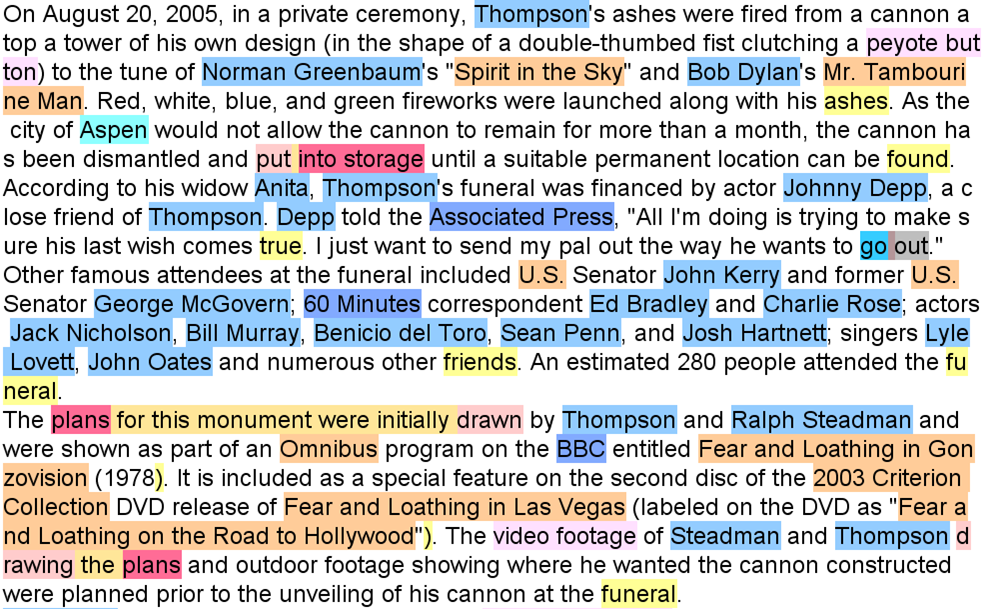 On August 20, 2005, in a private ceremony, Thompson's ashes were fired from a cannon a
top a tower of his own design (in the shape of a double-thumbed fist clutching a peyote but
ton) to the tune of Norman Greenbaum's "Spirit in the Sky" and Bob Dylan's Mr. Tambouri
ne Man. Red, white, blue, and green fireworks were launched along with his ashes. As the
city of Aspen would not allow the cannon to remain for more than a month, the cannon ha
s been dismantled and put into storage until a suitable permanent location can be found.
According to his widow Anita, Thompson's funeral was financed by actor Johnny Depp, a c
lose friend of Thompson. Depp told the Associated Press, "All I'm doing is trying to make s
ure his last wish comes true. I just want to send my pal out the way he wants to go out."
Other famous attendees at the funeral included U.S. Senator John Kerry and former U.S.
Senator George McGovern; 60 Minutes correspondent Ed Bradley and Charlie Rose; actors
Jack Nicholson, Bill Murray, Benicio del Toro, Sean Penn, and Josh Hartnett; singers Lyle
Lovett, John Oates and numerous other friends. An estimated 280 people attended the fu
neral.
The plans for this monument were initially drawn by Thompson and Ralph Steadman and
were shown as part of an Omnibus program on the BBC entitled Fear and Loathing in Gon
zovision (1978). It is included as a special feature on the second disc of the 2003 Criterion
Collection DVD release of Fear and Loathing in Las Vegas (labeled on the DVD as "Fear a
nd Loathing on the Road to Hollywood"). The video footage of Steadman and Thompson d
rawing the plans and outdoor footage showing where he wanted the cannon constructed
were planned prior to the unveiling of his cannon at the funeral.